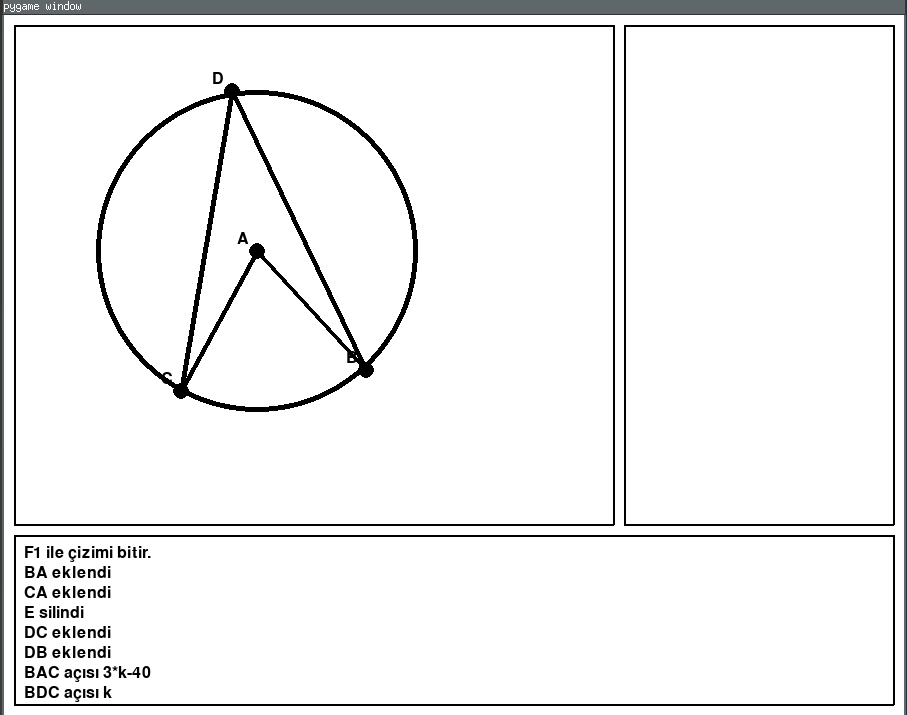 pygame window
D
A
B
C
F1 ile çizimi bitir.
BA eklendi
CA eklendi
E silindi
DC eklendi
DB eklendi
BAC açısı 3*k-40
BDC açısı k